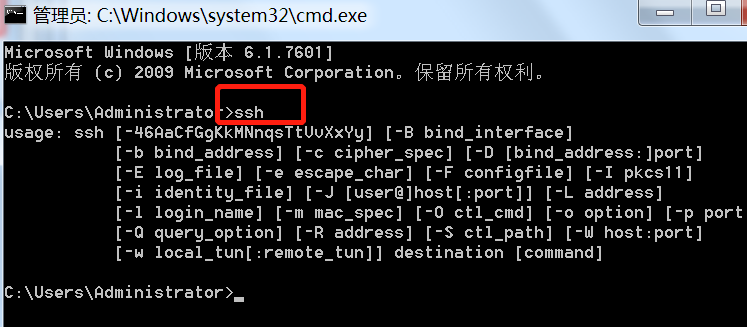 管理员: C:\Windows\system32\cmd.exe
Microsoft Windows [版本 6.1.7601]
版权所有 (c) 2009 Microsoft Corporation。保留所有权利。
C:\Users\Administrator>ssh
usage: ssh [-46AaCfGgKkMNnqsTtVvXxYy] [-B bind_interface]
[-b bind_address] [-c cipher_spec] [-D [bind_address:]port]
[-E log_file] [-e escape_char] [-F configfile] [-I pkcs11]
[-i identity_file] [-J [user@]host[:port]] [-L address]
[-l login_name] [-m mac_spec] [-O ctl_cmd] [-o option] [-p port
[-Q query_option] [-R address] [-S ctl_path] [-W host:port]
[-w local_tun[:remote_tun]] destination [command]
C:\Users\Administrator>_